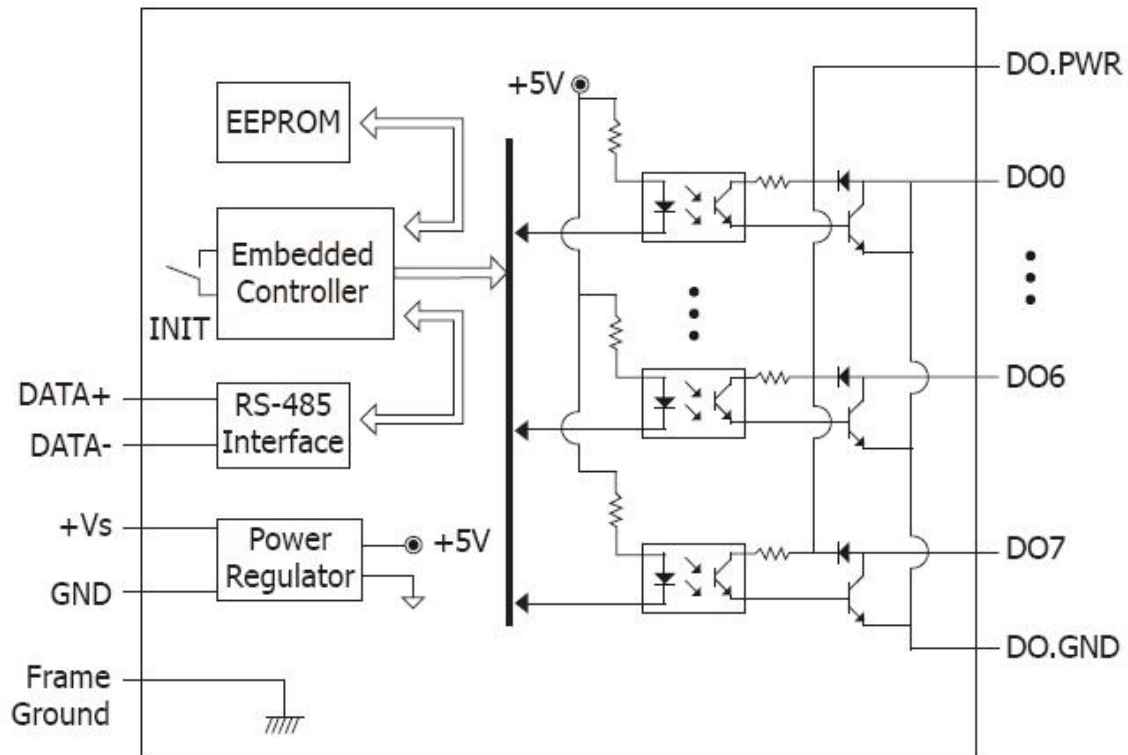 EEPROM
Embedded
Controller
INIT
DATA+
DATA-
RS-485
Interface
+Vs
GND
Power
Regulator
+5V
Frame
Ground
+5V
DO.PWR
DO0
DO6
DO7
DO.GND